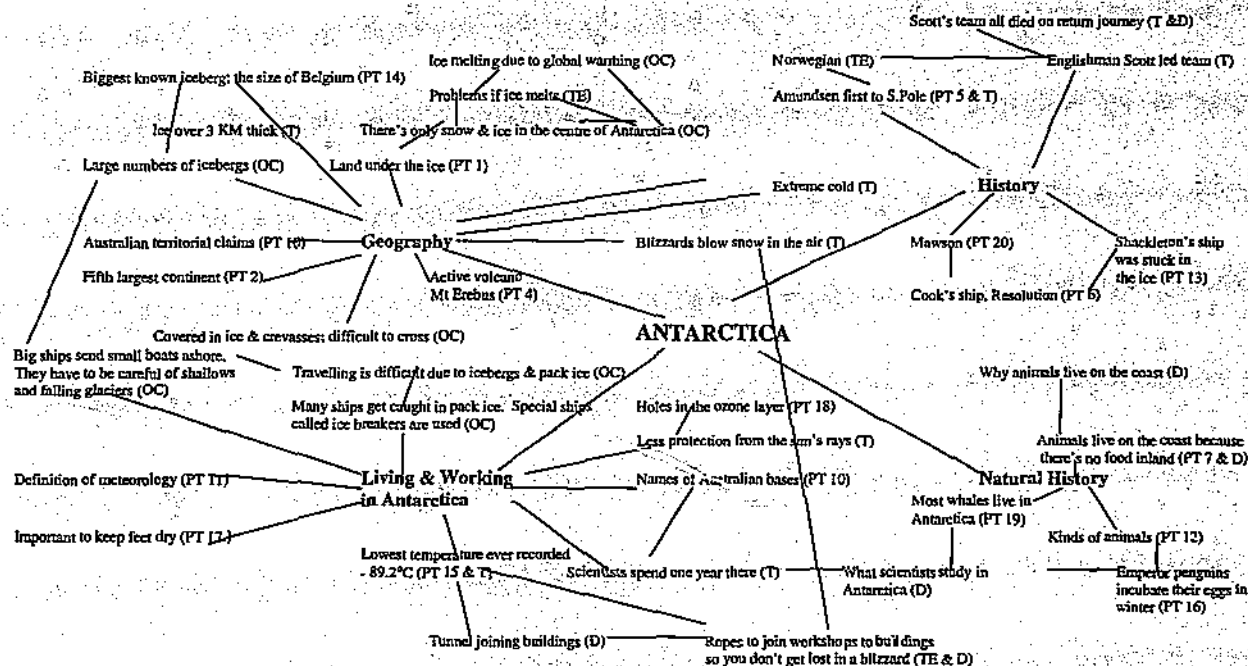 Scott's team all died on return journey (T &D)
Ice melting due to global warming (OC)
Norwegian (TE)
Englishman Scott led team (T)
Biggest known iceberg: the size of Belgium (PT 14)
Problems if ice melts (TE)
Amundsen first to S.Pole (PT 5 & T)
Ice over 3 KM thick (T)
There's only snow & ice in the centre of Antarctica (OC)
Large numbers of icebergs (OC)
Land under the ice (PT 1)
Extreme cold (T)
History
Australian territorial claims (PT
Geography
Blizzards blow snow in the air (T)
Mawson (PT 20)
Shackleton's ship
was stuck in
the ice (PT 13)
Fifth largest continent (PT 2)
Active volcano
Mt Erebus (PT 4)
Cook's ship, Resolution (PT 6)
ANTARCTICA
Covered in ice & crevasses: difficult to cross (OC)
Big ships send small boats ashore.
They have to be careful of shallows
and falling glaciers (OC)
Travelling is difficult due to icebergs & pack ice (OC)
Why animals live on the coast (D)
Many ships get caught in pack ice. Special ships
called ice breakers are used (OC)
Holes in the ozone layer (PT 18)
Less protection from the sun's rays (T)
Animals live on the coast because
there's no food inland (PT 7 & D)
Definition of meteorology (PT 11)
Living & Working
in Antarctica
Names of Australian bases (PT 10)
Natural History
Most whales live in
Antarctica (PT 19)
Important to keep feet dry (PT 17)
Kinds of animals (PT 12)
Lowest temperature ever recorded
- 89.2°C (PT 15 & T)
Scientists spend one year there (T)
What scientists study in
Antarctica (D)
Emperor penguins
incubate their eggs in
winter (PT 16)
Tunnel joining buildings (D)
Ropes to join workshops to buildings
so you don't get lost in a blizzard (TE & D)